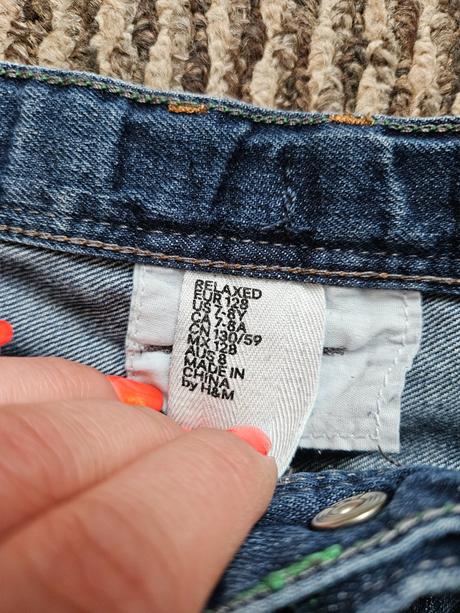 RELAXED
EUR 128
US 7-8Y
CA 7-8A
CN 130/59
MX 128
AUS 8
MADE IN
CHINA
by H&M